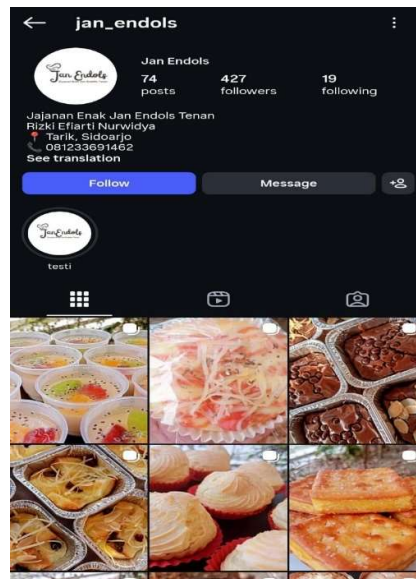 jan_endols
Jan Endols
Jan Endols
74 427 19
posts followers following
Jajanan Enak Jan Endols Tenan
Rizki Efiarti Nurwidya
📍 Tarik, Sidoarjo
📞 081233691462
See translation
Follow Message
Jan Endols
testi